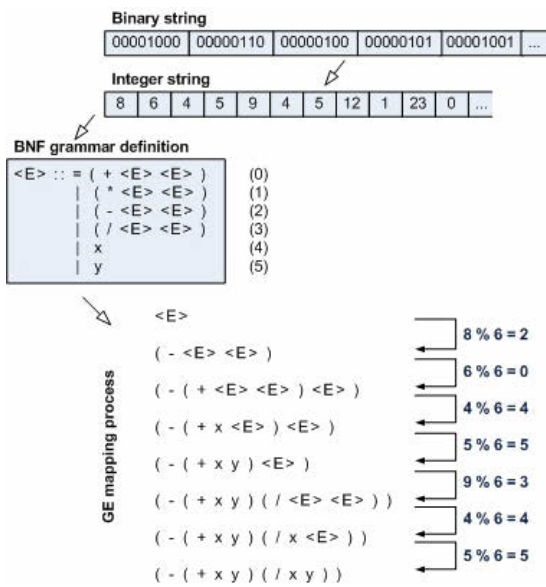 Binary string
00001000 00000110 00000100 00000101 00001001 ...
Integer string
8 6 4 5 9 4 5 12 1 23 0 ...
BNF grammar definition
<E> :: = ( + <E> <E> ) (0)
| ( * <E> <E> ) (1)
| ( - <E> <E> ) (2)
| ( / <E> <E> ) (3)
| x (4)
| y (5)
GE mapping process
<E>
8 % 6 = 2
( - <E> <E> )
6 % 6 = 0
( - ( + <E> <E> ) <E> )
4 % 6 = 4
( - ( + x <E> ) <E> )
5 % 6 = 5
( - ( + x y ) <E> )
9 % 6 = 3
( - ( + x y ) ( / <E> <E> ) )
4 % 6 = 4
( - ( + x y ) ( / x <E> ) )
5 % 6 = 5
( - ( + x y ) ( / x y ) )